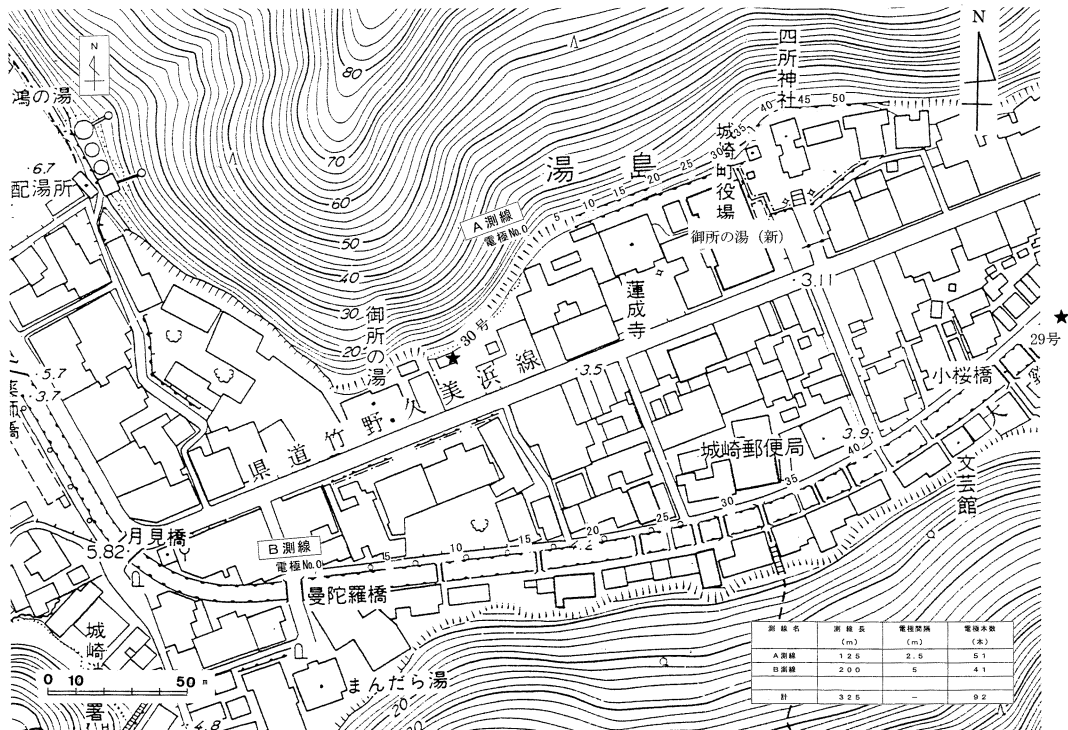 N
N
四所神社
鴻の湯
6.7
配湯所
80
70
60
50
40
30
20
湯島
城崎町役場
A測線
電極No.0
5
10
15
20
25
30
35
40
45
50
御所の湯（新）
御所の湯
30号
蓮成寺
3.11
29号
県道竹野久美浜線
3.5
小桜橋
5.7
3.7
城崎郵便局
3.9
文芸館
月見橋
5.82
B測線
電極No.0
5
10
15
20
25
30
35
40
4.2
曼陀羅橋
まんだら湯
城崎
署
0 10 50 m
4.8
20
30
測線名 測線長(m) 電極間隔(m) 電極本数(本)
A測線 125 2.5 51
B測線 200 5 41
計 325 － 92